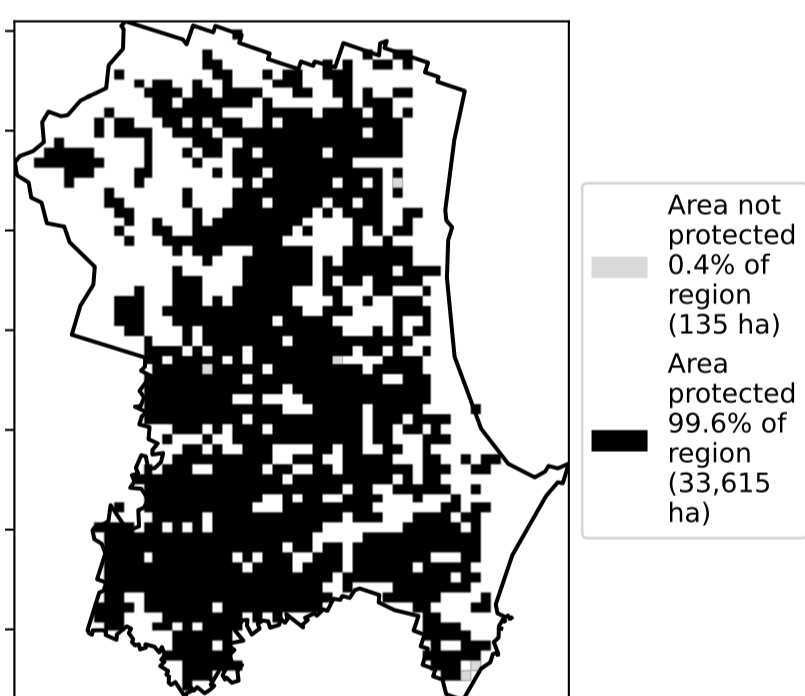 Area not
protected
0.4% of
region
(135 ha)
Area
protected
99.6% of
region
(33,615
ha)